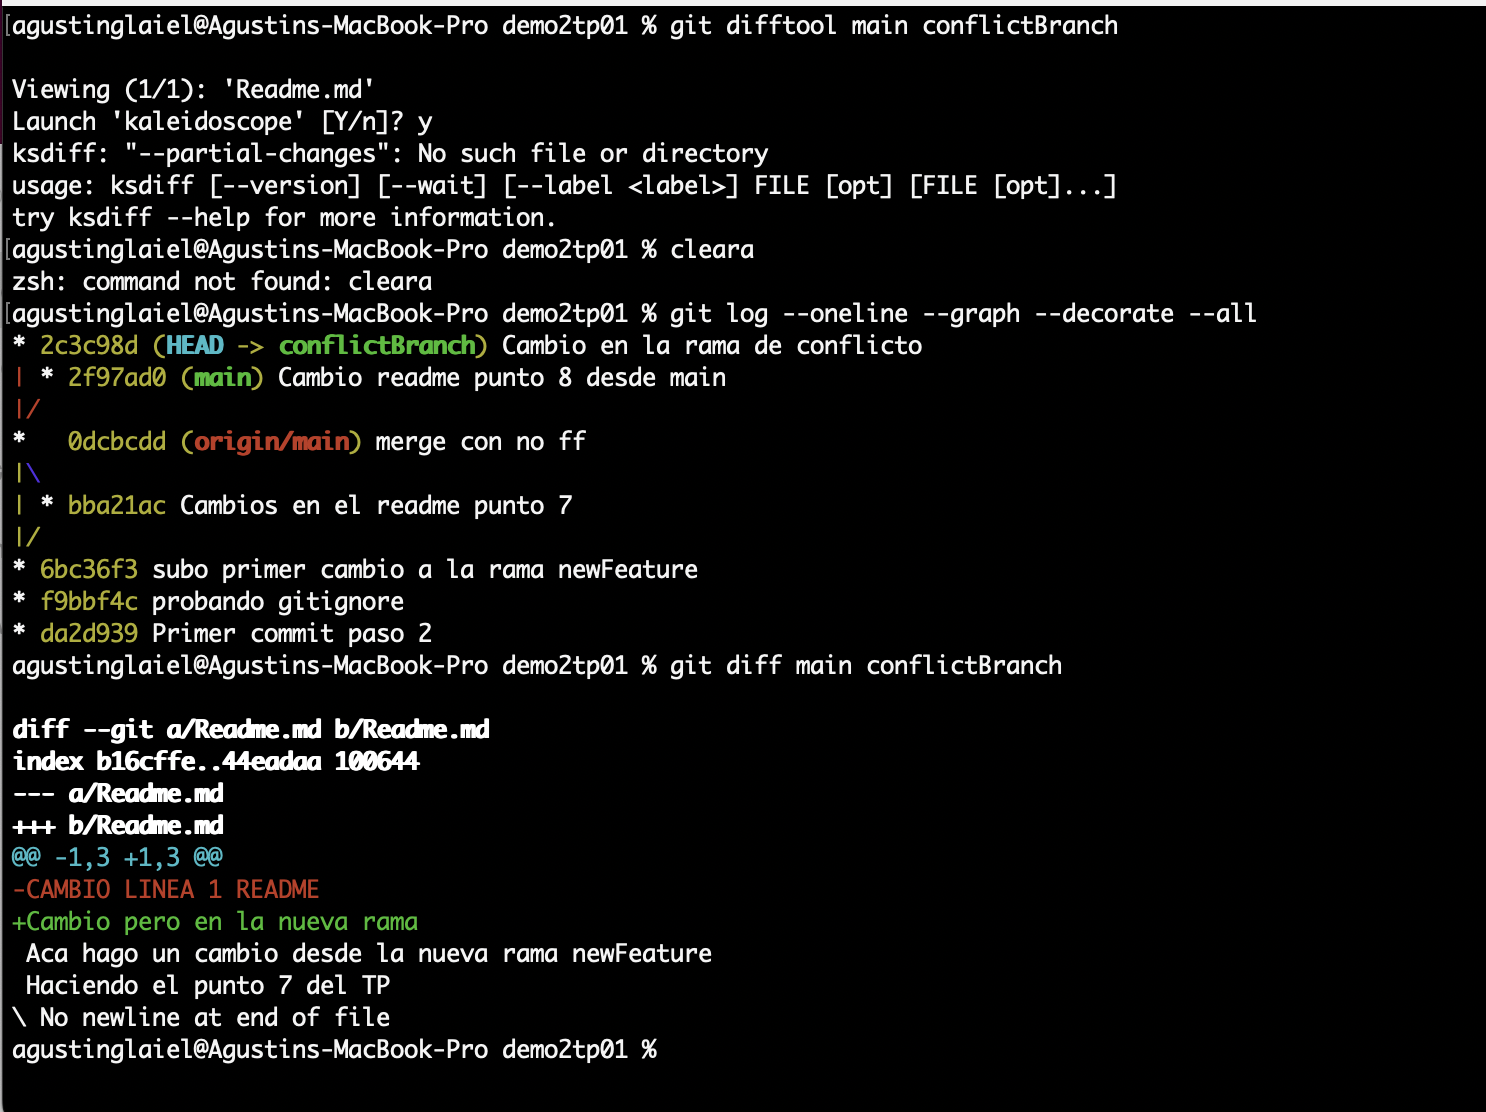 [agustinglaiel@Agustins-MacBook-Pro demo2tp01 % git difftool main conflictBranch
Viewing (1/1): 'Readme.md'
Launch 'kaleidoscope' [Y/n]? y
ksdiff: "--partial-changes": No such file or directory
usage: ksdiff [--version] [--wait] [--label <label>] FILE [opt] [FILE [opt]...]
try ksdiff --help for more information.
[agustinglaiel@Agustins-MacBook-Pro demo2tp01 % cleara
zsh: command not found: cleara
[agustinglaiel@Agustins-MacBook-Pro demo2tp01 % git log --oneline --graph --decorate --all
* 2c3c98d (HEAD -> conflictBranch) Cambio en la rama de conflicto
| * 2f97ad0 (main) Cambio readme punto 8 desde main
|/
*   0dcbcdd (origin/main) merge con no ff
|\
| * bba21ac Cambios en el readme punto 7
|/
* 6bc36f3 subo primer cambio a la rama newFeature
* f9bbf4c probando gitignore
* da2d939 Primer commit paso 2
agustinglaiel@Agustins-MacBook-Pro demo2tp01 % git diff main conflictBranch
diff --git a/Readme.md b/Readme.md
index b16cffe..44eadaa 100644
--- a/Readme.md
+++ b/Readme.md
@@ -1,3 +1,3 @@
-CAMBIO LINEA 1 README
+Cambio pero en la nueva rama
 Aca hago un cambio desde la nueva rama newFeature
 Haciendo el punto 7 del TP
\ No newline at end of file
agustinglaiel@Agustins-MacBook-Pro demo2tp01 %